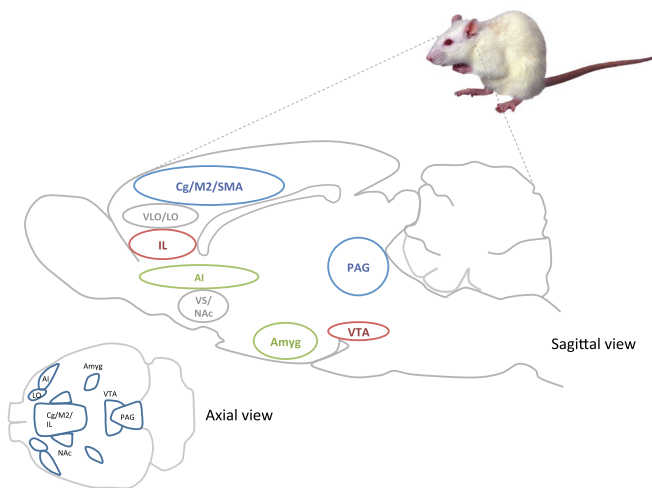 Cg/M2/SMA
VLO/LO
IL
AI
PAG
VS/
NAc
VTA
Amyg
Sagittal view
Amyg
AI
VTA
LO
Cg/M2/
IL
PAG
Axial view
NAc